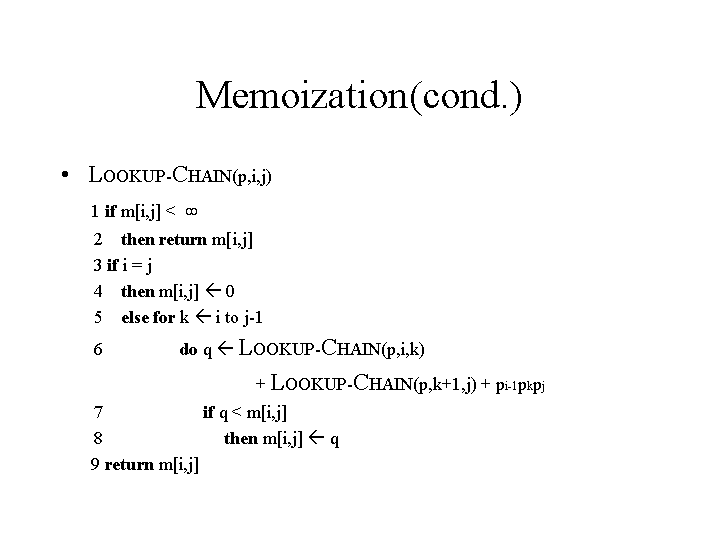 Memoization(cond.)
• LOOKUP-CHAIN(p,i,j)
1 if m[i,j] < ∞
2 then return m[i,j]
3 if i = j
4 then m[i,j] ← 0
5 else for k ← i to j-1
6 do q ← LOOKUP-CHAIN(p,i,k)
+ LOOKUP-CHAIN(p,k+1,j) + pi-1pkpj
7 if q < m[i,j]
8 then m[i,j] ← q
9 return m[i,j]